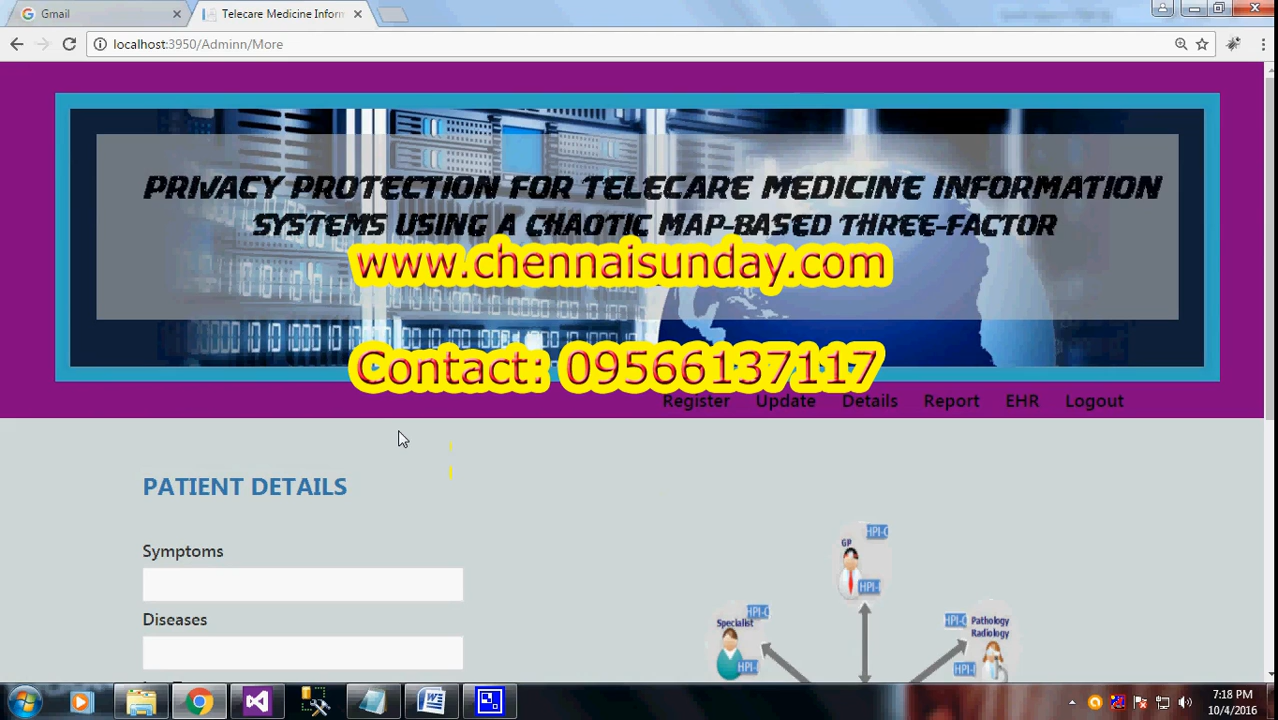 Gmail
Telecare Medicine Inforn
localhost:3950/Adminn/More
PRIVACY PROTECTION FOR TELECARE MEDICINE INFORMATION
SYSTEMS USING A CHAOTIC MAP-BASED THREE-FACTOR
www.chennaisunday.com
Contact: 09566137117
Register Update Details Report EHR Logout
PATIENT DETAILS
Symptoms
Diseases
GP
HPI-O
HPI-I
Specialist
HPI-O
HPI-I
Pathology
Radiology
HPI-O
HPI-I
7:18 PM
10/4/2016